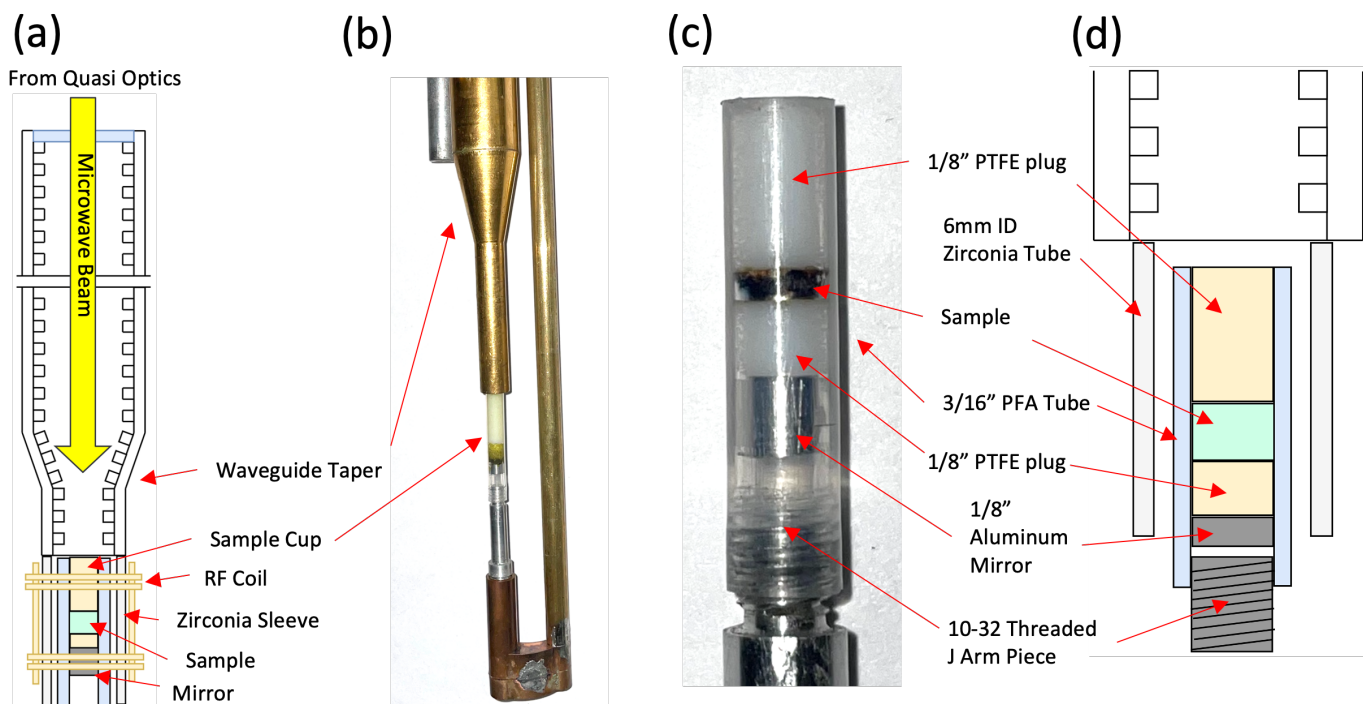 (a)
(b)
(c)
(d)
From Quasi Optics
Microwave Beam
Waveguide Taper
Sample Cup
RF Coil
Zirconia Sleeve
Sample
Mirror
1/8” PTFE plug
6mm ID
Zirconia Tube
Sample
3/16” PFA Tube
1/8” PTFE plug
1/8”
Aluminum
Mirror
10-32 Threaded
J Arm Piece